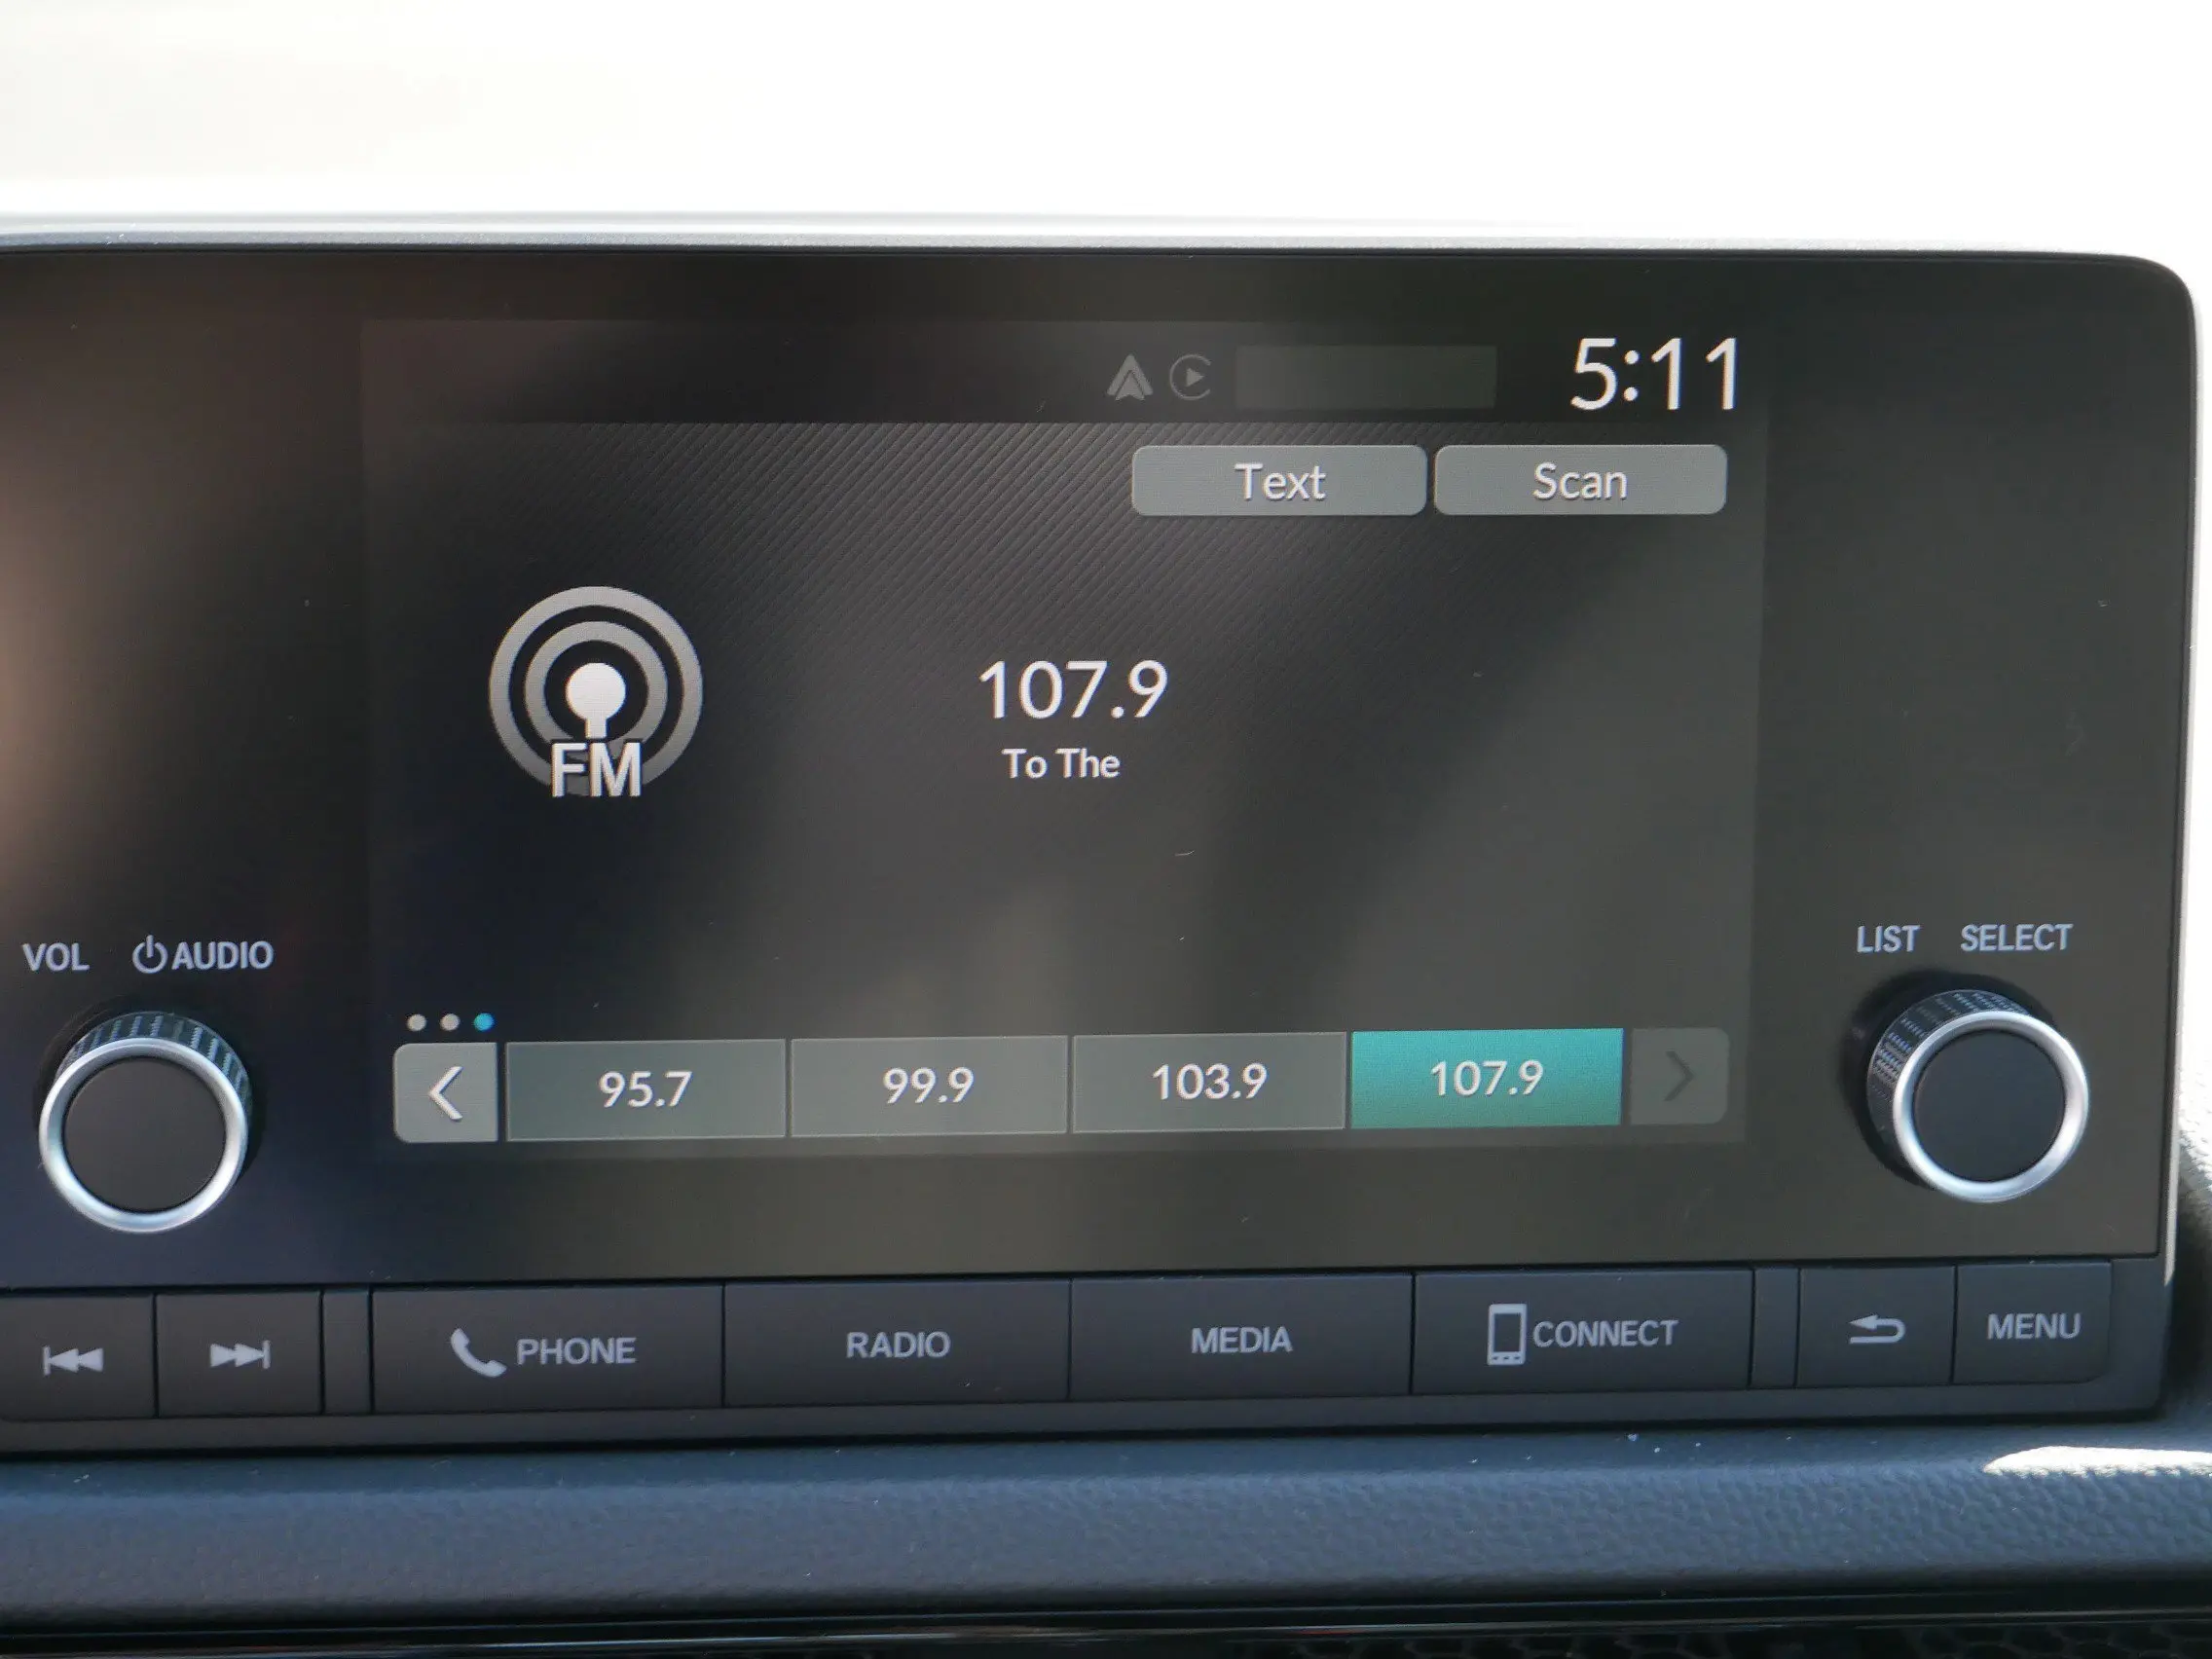 5:11
Text Scan
FM
107.9
To The
VOL AUDIO
LIST SELECT
95.7 99.9 103.9 107.9
PHONE RADIO MEDIA CONNECT MENU